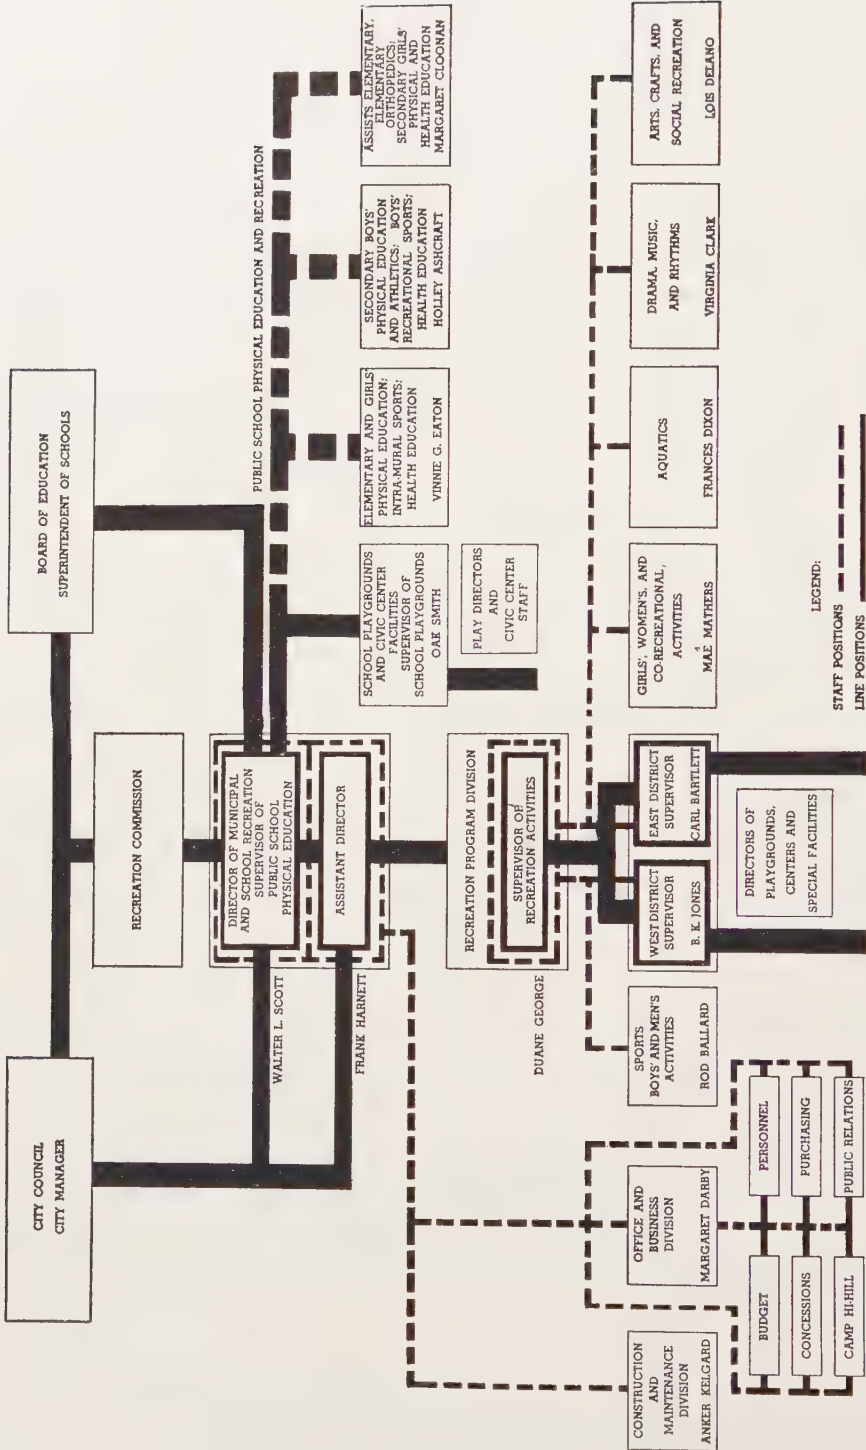 CITY COUNCIL
CITY MANAGER
BOARD OF EDUCATION
SUPERINTENDENT OF SCHOOLS
RECREATION COMMISSION
PUBLIC SCHOOL PHYSICAL EDUCATION AND RECREATION
DIRECTOR OF MUNICIPAL
AND SCHOOL RECREATION
SUPERVISOR OF
PUBLIC SCHOOL
PHYSICAL EDUCATION
WALTER L. SCOTT
ASSISTANT DIRECTOR
FRANK HARNETT
SCHOOL PLAYGROUNDS
AND CIVIC CENTER
FACILITIES
SUPERVISOR OF
SCHOOL PLAYGROUNDS
OAK SMITH
ELEMENTARY AND GIRLS'
PHYSICAL EDUCATION;
INTRA-MURAL SPORTS;
HEALTH EDUCATION
VINNIE G. EATON
SECONDARY BOYS'
PHYSICAL EDUCATION
AND ATHLETICS; BOYS'
RECREATIONAL SPORTS;
HEALTH EDUCATION
HOLLEY ASHCRAFT
ASSISTS ELEMENTARY,
ELEMENTARY
ORTHOPEDICS;
SECONDARY GIRLS'
PHYSICAL AND
HEALTH EDUCATION
MARGARET CLOONAN
PLAY DIRECTORS
AND
CIVIC CENTER
STAFF
RECREATION PROGRAM DIVISION
SUPERVISOR OF
RECREATION ACTIVITIES
DUANE GEORGE
CONSTRUCTION
AND
MAINTENANCE
DIVISION
ANKER KELGARD
OFFICE AND
BUSINESS
DIVISION
MARGARET DARBY
SPORTS
BOYS' AND MEN'S
ACTIVITIES
ROD BALLARD
WEST DISTRICT
SUPERVISOR
B. K. JONES
EAST DISTRICT
SUPERVISOR
CARL BARTLETT
GIRLS', WOMEN'S, AND
CO-RECREATIONAL,
ACTIVITIES
MAE MATHERS
AQUATICS
FRANCES DIXON
DRAMA, MUSIC,
AND RHYTHMS
VIRGINIA CLARK
ARTS, CRAFTS, AND
SOCIAL RECREATION
LOIS DELANO
BUDGET
PERSONNEL
CONCESSIONS
PURCHASING
CAMP HI-HILL
PUBLIC RELATIONS
DIRECTORS OF
PLAYGROUNDS,
CENTERS AND
SPECIAL FACILITIES
LEGEND:
STAFF POSITIONS
LINE POSITIONS